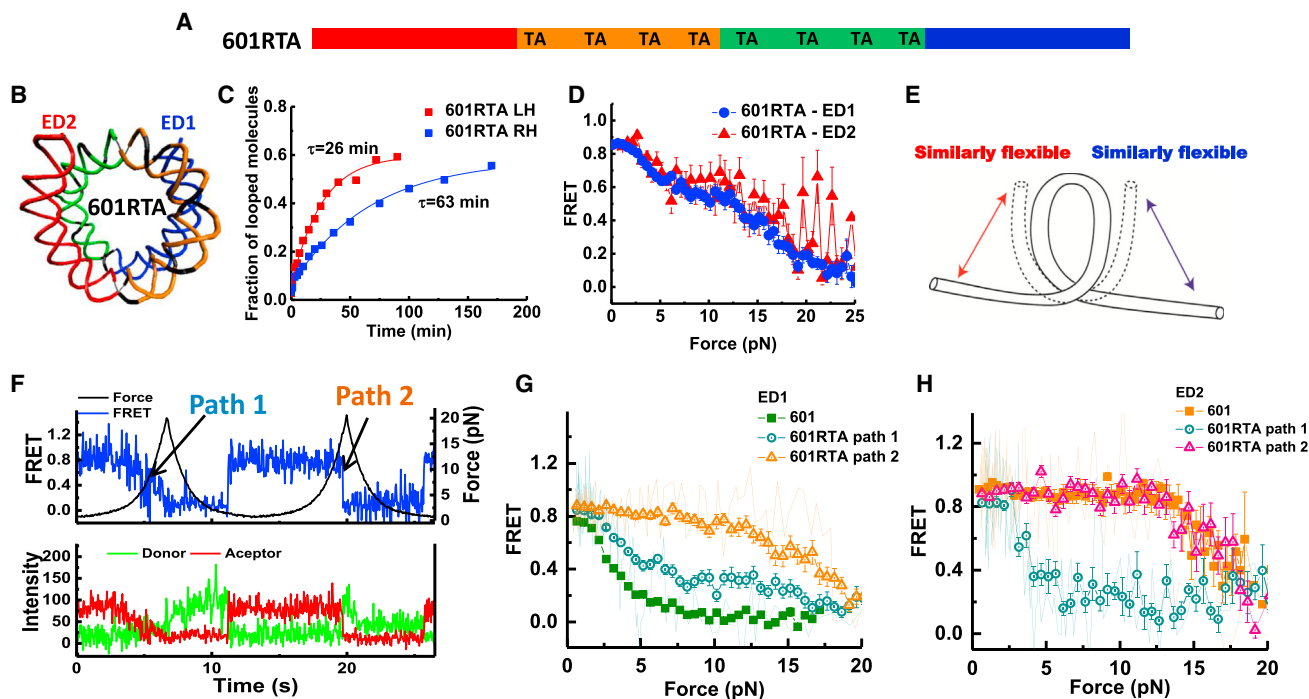 A
601RTA
TA TA TA TA TA TA TA TA
B
ED2
ED1
601RTA
C
Fraction of looped molecules
0.8
0.6
0.4
0.2
0.0
601RTA LH
601RTA RH
τ=26 min
τ=63 min
0 50 100 150 200
Time (min)
D
FRET
1.0
0.8
0.6
0.4
0.2
0.0
601RTA - ED1
601RTA - ED2
0 5 10 15 20 25
Force (pN)
E
Similarly flexible
Similarly flexible
F
Force
FRET
Path 1
Path 2
FRET
1.2
0.8
0.4
0.0
20
15
10
5
0
Force (pN)
Donor
Aceptor
Intensity
200
150
100
50
0
0 10 20
Time (s)
G
ED1
601
601RTA path 1
601RTA path 2
FRET
1.2
0.8
0.4
0.0
0 5 10 15 20
Force (pN)
H
ED2
601
601RTA path 1
601RTA path 2
FRET
1.2
0.8
0.4
0.0
0 5 10 15 20
Force (pN)